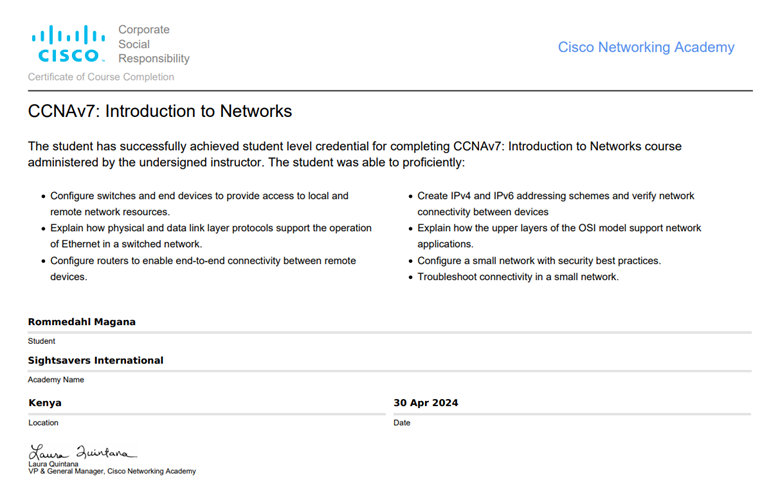 CISCO
Corporate
Social
Responsibility
Cisco Networking Academy
Certificate of Course Completion
CCNAv7: Introduction to Networks
The student has successfully achieved student level credential for completing CCNAv7: Introduction to Networks course
administered by the undersigned instructor. The student was able to proficiently:
• Configure switches and end devices to provide access to local and
remote network resources.
• Explain how physical and data link layer protocols support the operation
of Ethernet in a switched network.
• Configure routers to enable end-to-end connectivity between remote
devices.
• Create IPv4 and IPv6 addressing schemes and verify network
connectivity between devices
• Explain how the upper layers of the OSI model support network
applications.
• Configure a small network with security best practices.
• Troubleshoot connectivity in a small network.
Rommedahl Magana
Student
Sightsavers International
Academy Name
Kenya
Location
30 Apr 2024
Date
Laura Quintana
Laura Quintana
VP & General Manager, Cisco Networking Academy